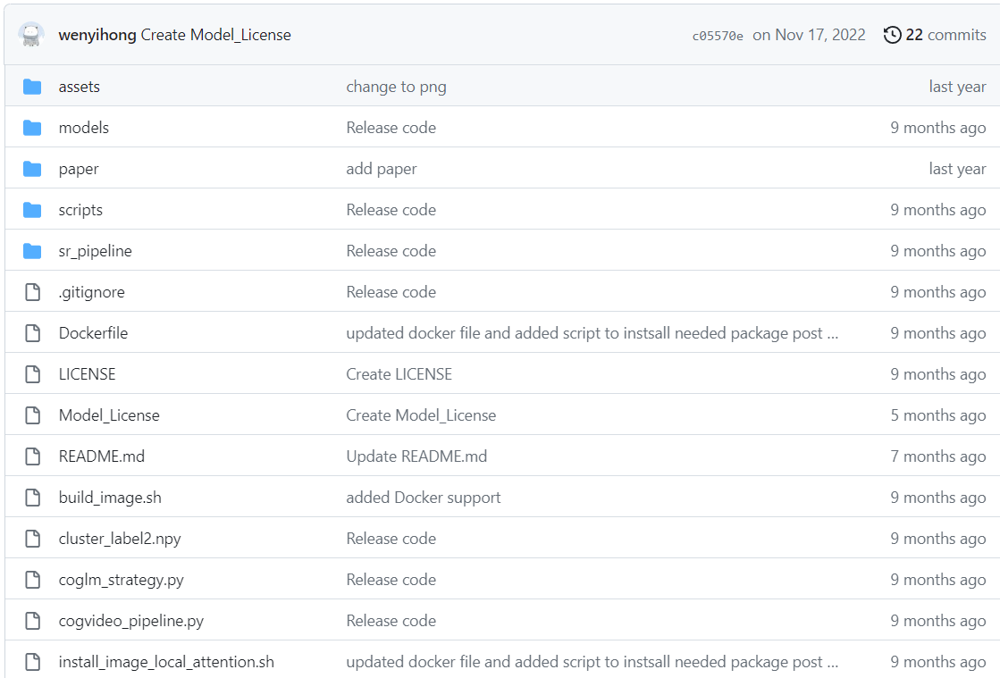 wenyihong Create Model_License c05570e on Nov 17, 2022 22 commits
assets change to png last year
models Release code 9 months ago
paper add paper last year
scripts Release code 9 months ago
sr_pipeline Release code 9 months ago
.gitignore Release code 9 months ago
Dockerfile updated docker file and added script to instsall needed package post ... 9 months ago
LICENSE Create LICENSE 9 months ago
Model_License Create Model_License 5 months ago
README.md Update README.md 7 months ago
build_image.sh added Docker support 9 months ago
cluster_label2.npy Release code 9 months ago
coglm_strategy.py Release code 9 months ago
cogvideo_pipeline.py Release code 9 months ago
install_image_local_attention.sh updated docker file and added script to instsall needed package post ... 9 months ago